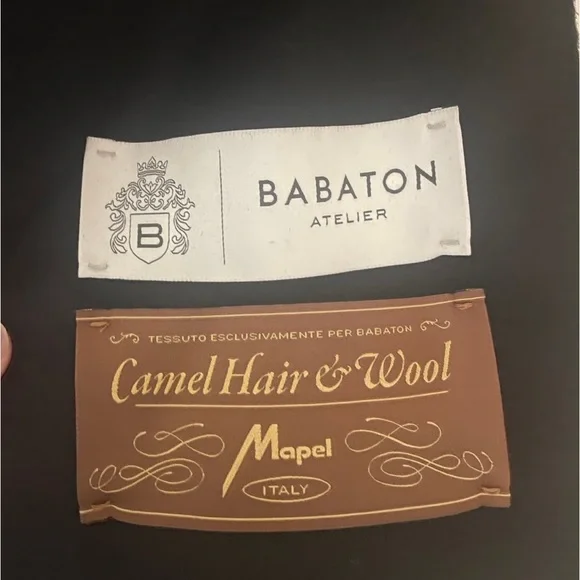 B
BABATON
ATELIER
TESSUTO ESCLUSIVAMENTE PER BABATON
Camel Hair & Wool
Mapel
ITALY